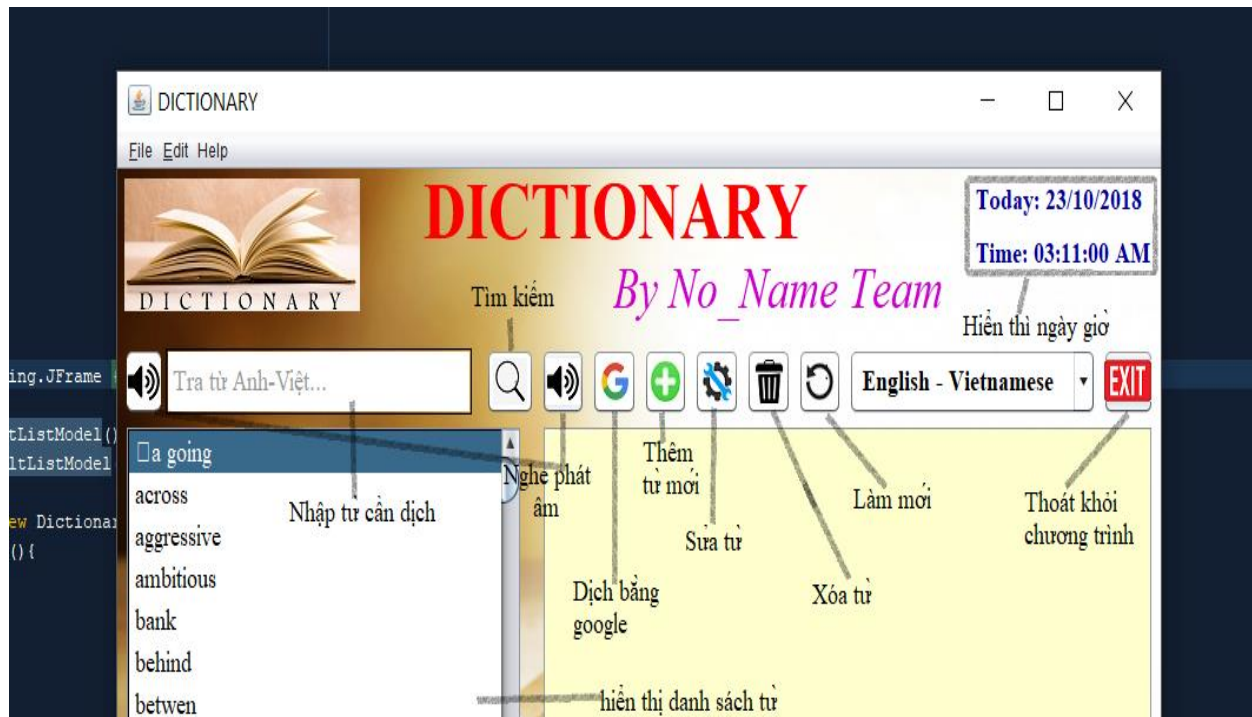 DICTIONARY
File Edit Help
DICTIONARY
By No_Name Team
Today: 23/10/2018
Time: 03:11:00 AM
DICTIONARY
Tìm kiếm
Hiển thì ngày giờ
ing.JFrame
Tra từ Anh-Việt...
English - Vietnamese
EXIT
tListModel()
ltListModel
ew Dictionar
(){
a going
across
aggressive
ambitious
bank
behind
betwen
Nhập từ cần dịch
Nghe phát
âm
Thêm
từ mới
Sửa từ
Làm mới
Thoát khỏi
chương trình
Dịch bằng
google
Xóa từ
hiển thị danh sách từ